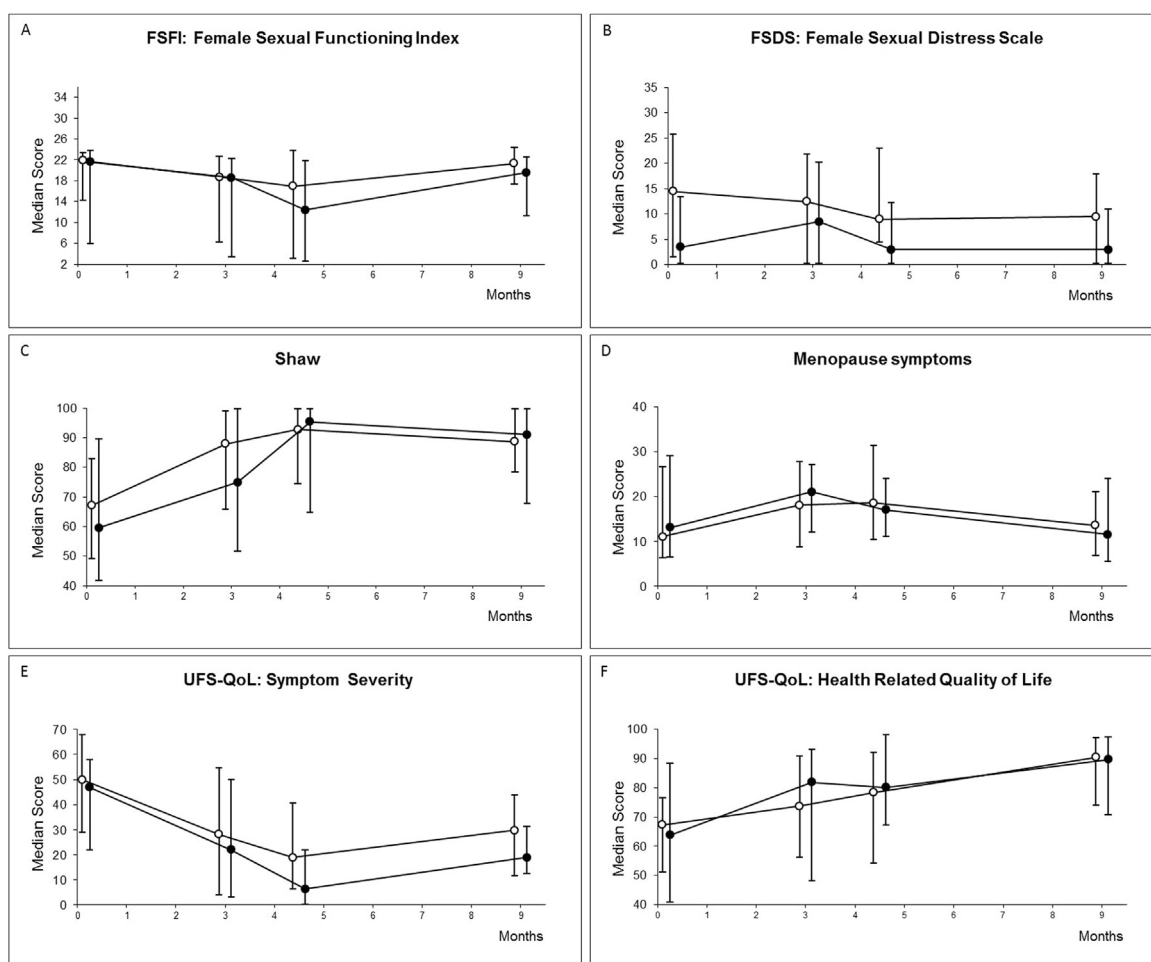 A
FSFI: Female Sexual Functioning Index
Median Score
34
30
26
22
18
14
10
6
2
0 1 2 3 4 5 6 7 8 9
Months
B
FSDS: Female Sexual Distress Scale
Median Score
35
30
25
20
15
10
5
0
0 1 2 3 4 5 6 7 8 9
Months
C
Shaw
Median Score
100
90
80
70
60
50
40
0 1 2 3 4 5 6 7 8 9
Months
D
Menopause symptoms
Median Score
40
30
20
10
0
0 1 2 3 4 5 6 7 8 9
Months
E
UFS-QoL: Symptom Severity
Median Score
70
60
50
40
30
20
10
0
0 1 2 3 4 5 6 7 8 9
Months
F
UFS-QoL: Health Related Quality of Life
Median Score
100
90
80
70
60
50
40
0 1 2 3 4 5 6 7 8 9
Months